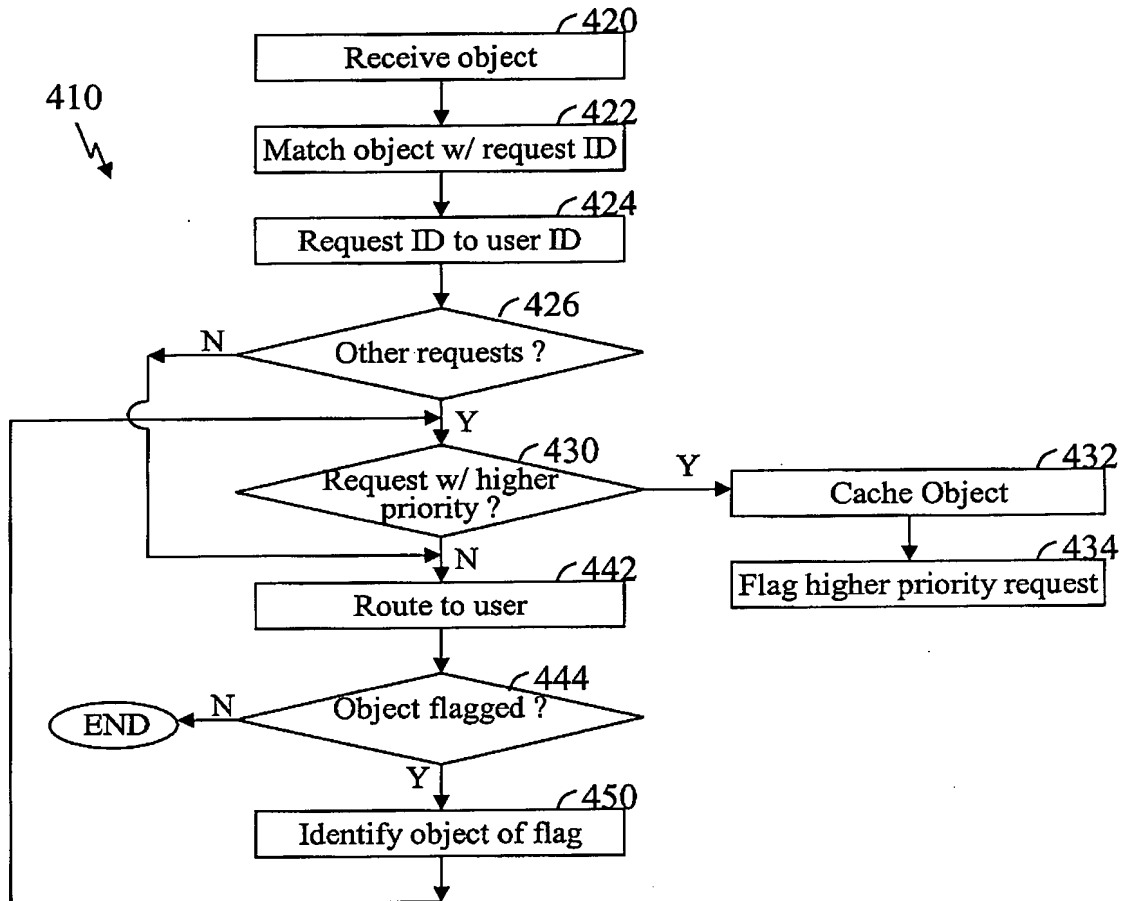 420
Receive object
410
422
Match object w/ request ID
424
Request ID to user ID
426
N
Other requests ?
Y
430
Request w/ higher
priority ?
Y
432
Cache Object
N
434
Flag higher priority request
442
Route to user
444
N
Object flagged ?
END
Y
450
Identify object of flag